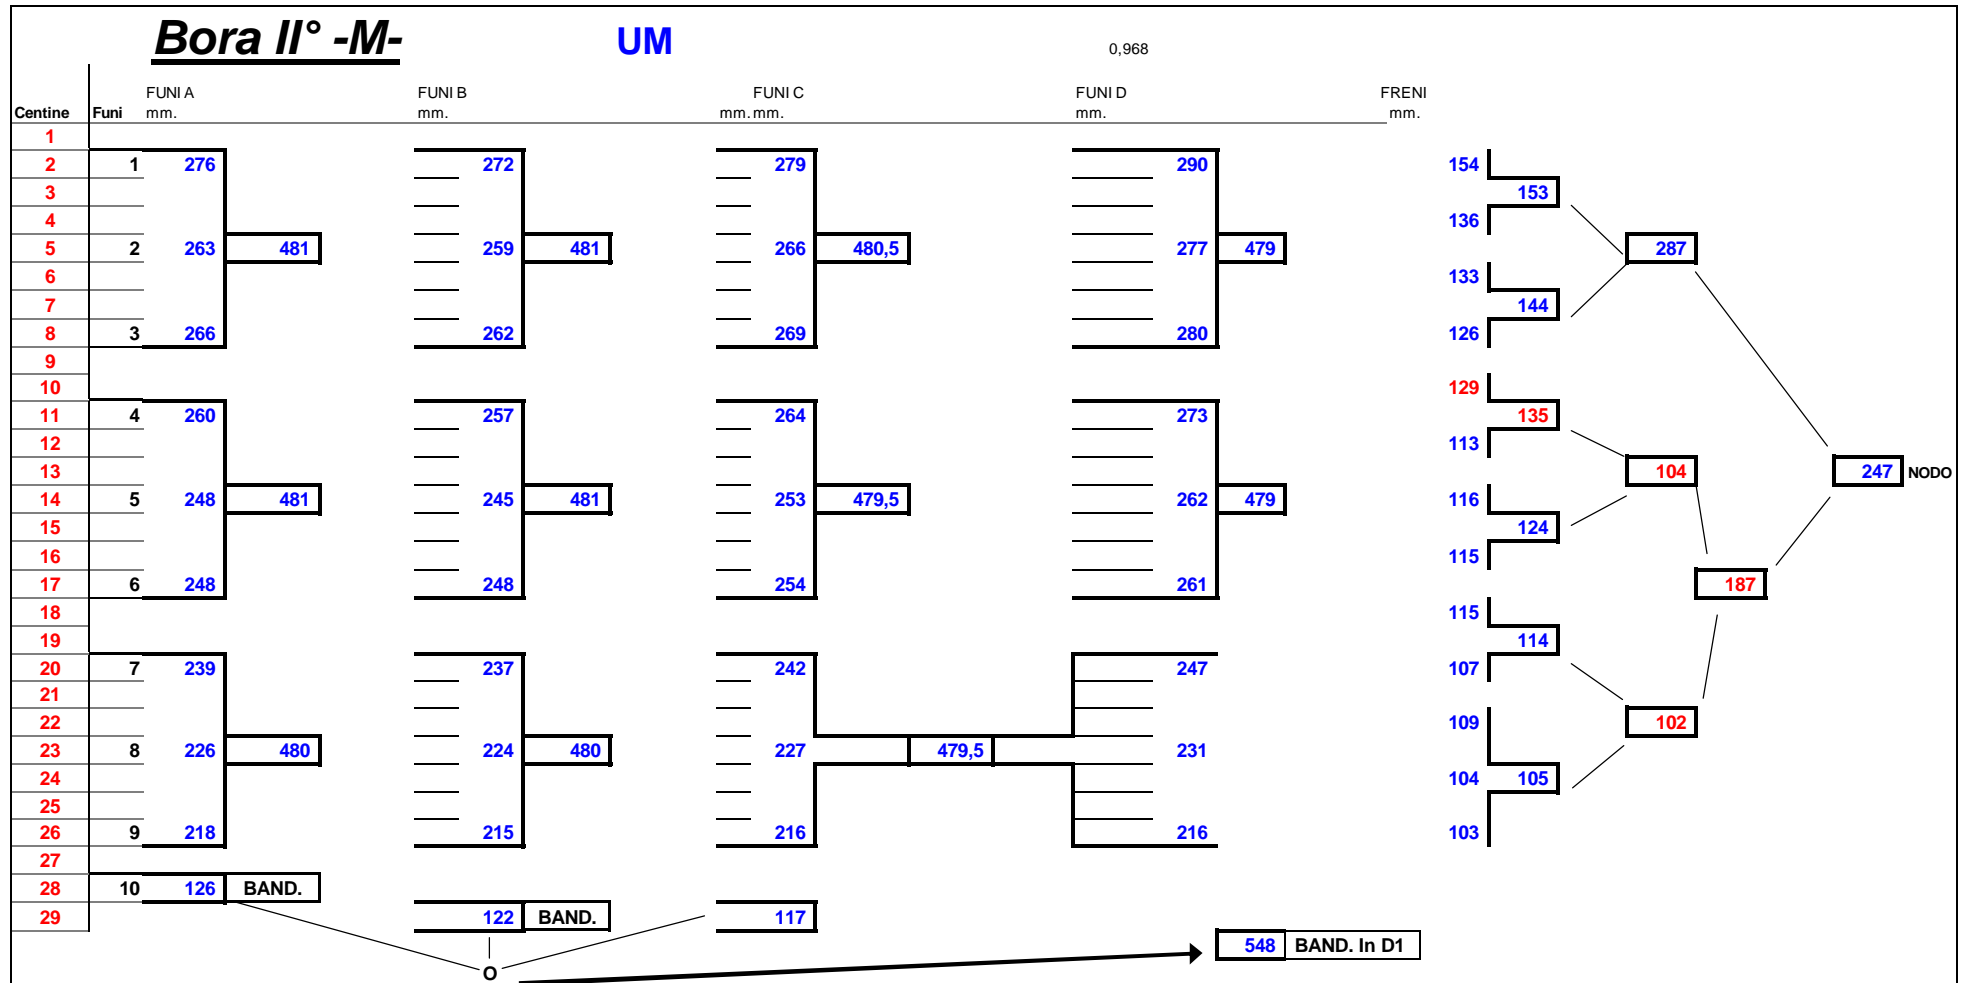 Bora II° -M- UM 0,968
FUNI A FUNI B FUNI C FUNI D FRENI
Centine Funi mm. mm. mm. mm. mm. mm.
1
2 1 276 272 279 290 154
3 153
4 136
5 2 263 481 259 481 266 480,5 277 479 287
6 133
7 144
8 3 266 262 269 280 126
9
10 129
11 4 260 257 264 273 135
12 113
13 104 247 NODO
14 5 248 481 245 481 253 479,5 262 479 116
15 124
16 115
17 6 248 248 254 261 187
18 115
19 114
20 7 239 237 242 247 107
21
22 109 102
23 8 226 480 224 480 227 479,5 231
24 104 105
25
26 9 218 215 216 216 103
27
28 10 126 BAND.
29 122 BAND. 117
548 BAND. In D1
O